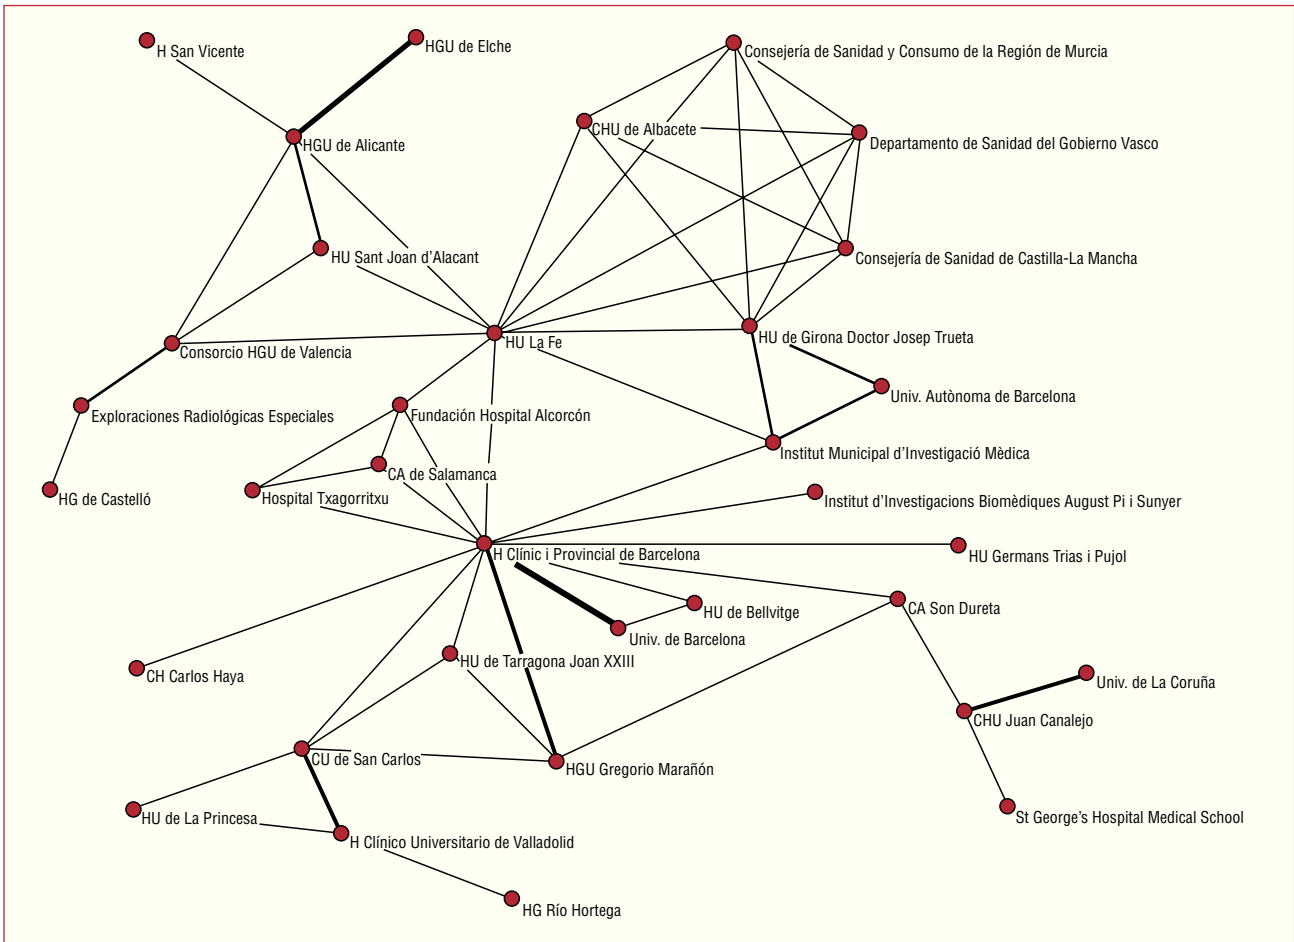 H San Vicente
HGU de Elche
Consejería de Sanidad y Consumo de la Región de Murcia
CHU de Albacete
HGU de Alicante
Departamento de Sanidad del Gobierno Vasco
HU Sant Joan d’Alacant
Consejería de Sanidad de Castilla-La Mancha
HU La Fe
HU de Girona Doctor Josep Trueta
Consorcio HGU de Valencia
Univ. Autònoma de Barcelona
Exploraciones Radiológicas Especiales
Fundación Hospital Alcorcón
Institut Municipal d’Investigació Mèdica
CA de Salamanca
HG de Castelló
Hospital Txagorritxu
Institut d’Investigacions Biomèdiques August Pi i Sunyer
H Clínic i Provincial de Barcelona
HU Germans Trias i Pujol
HU de Bellvitge
CA Son Dureta
Univ. de Barcelona
HU de Tarragona Joan XXIII
CH Carlos Haya
Univ. de La Coruña
CHU Juan Canalejo
CU de San Carlos
HGU Gregorio Marañón
HU de La Princesa
St George’s Hospital Medical School
H Clínico Universitario de Valladolid
HG Río Hortega